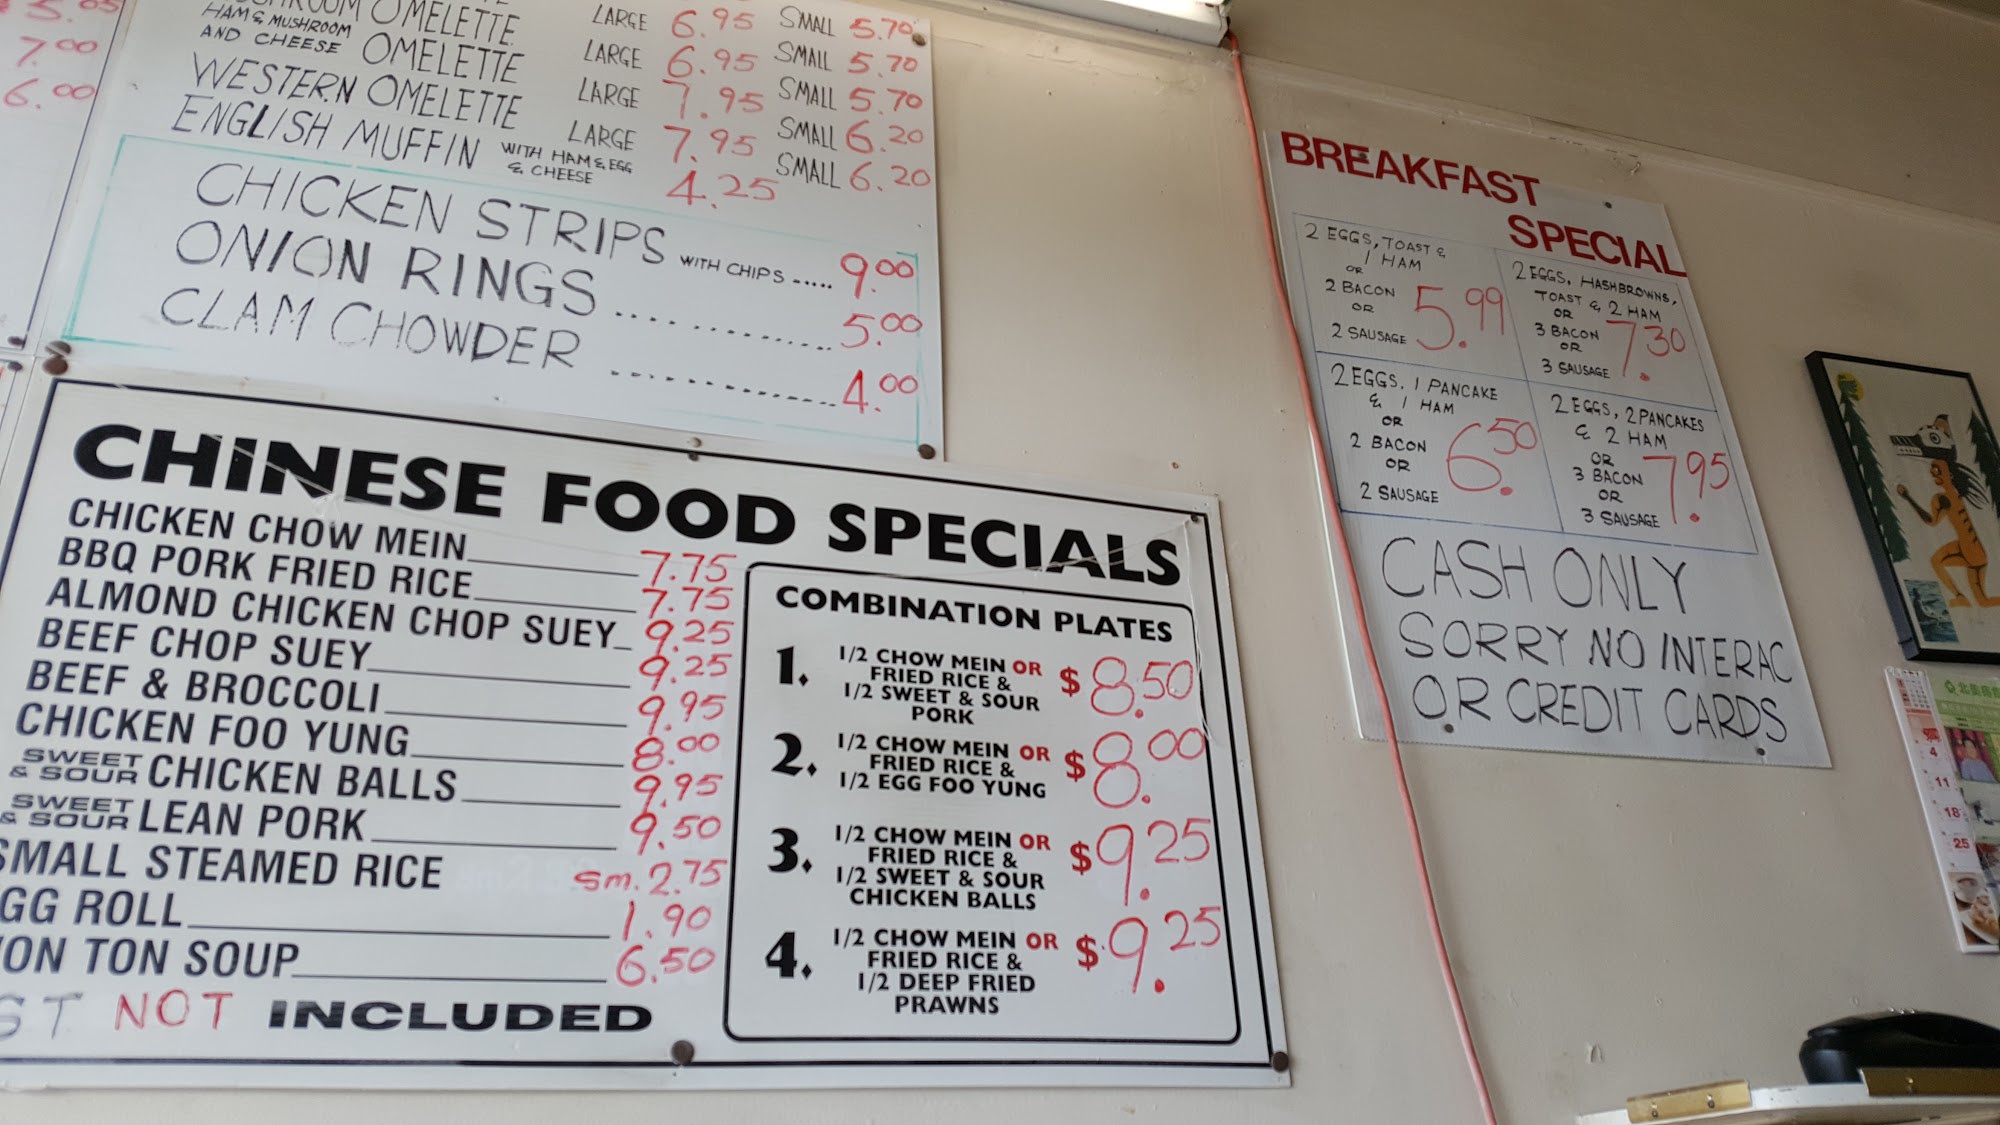 5.05
7.00
6.00
OMELETTE LARGE 6.95 SMALL 5.70
HAM & MUSHROOM AND CHEESE OMELETTE LARGE 6.95 SMALL 5.70
WESTERN OMELETTE LARGE 7.95 SMALL 5.70
LARGE 7.95 SMALL 6.20
SMALL 6.20
ENGLISH MUFFIN WITH HAM & EGG & CHEESE 4.25
CHICKEN STRIPS WITH CHIPS ..... 9.00
ONION RINGS ............ 5.00
CLAM CHOWDER ............ 4.00
CHINESE FOOD SPECIALS
CHICKEN CHOW MEIN 7.75
BBQ PORK FRIED RICE 7.75
ALMOND CHICKEN CHOP SUEY 9.25
BEEF CHOP SUEY 9.25
BEEF & BROCCOLI 9.95
CHICKEN FOO YUNG 8.00
SWEET & SOUR CHICKEN BALLS 9.95
SWEET & SOUR LEAN PORK 9.50
SMALL STEAMED RICE sm. 2.75
GG ROLL 1.90
ON TON SOUP 6.50
ST NOT INCLUDED
COMBINATION PLATES
1. 1/2 CHOW MEIN OR
FRIED RICE &
1/2 SWEET & SOUR
PORK
$8.50
2. 1/2 CHOW MEIN OR
FRIED RICE &
1/2 EGG FOO YUNG
$8.00
3. 1/2 CHOW MEIN OR
FRIED RICE &
1/2 SWEET & SOUR
CHICKEN BALLS
$9.25
4. 1/2 CHOW MEIN OR
FRIED RICE &
1/2 DEEP FRIED
PRAWNS
$9.25
BREAKFAST
SPECIAL
2 EGGS, TOAST &
1 HAM
OR
2 BACON
OR
2 SAUSAGE
5.99
2 EGGS, HASHBROWNS,
TOAST & 2 HAM
OR
3 BACON
OR
3 SAUSAGE
7.30
2 EGGS, 1 PANCAKE
& 1 HAM
OR
2 BACON
OR
2 SAUSAGE
6.50
2 EGGS, 2 PANCAKES
& 2 HAM
OR
3 BACON
OR
3 SAUSAGE
7.95
CASH ONLY
SORRY NO INTERAC
OR CREDIT CARDS
4
11
18
25